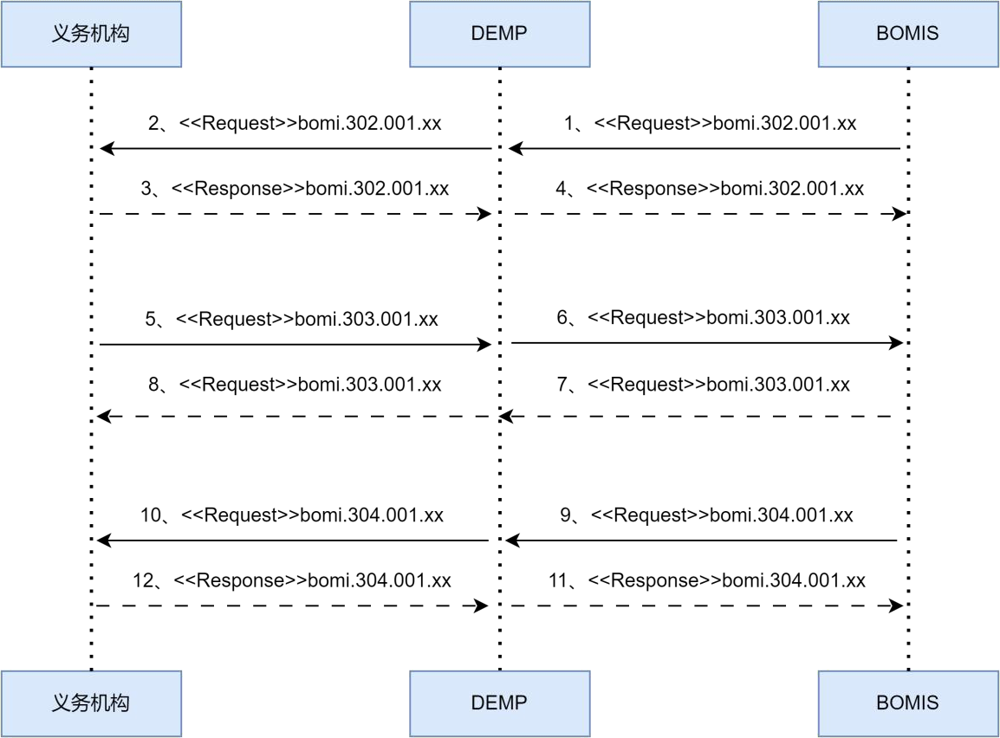 义务机构
DEMP
BOMIS
2、<<Request>>bomi.302.001.xx
1、<<Request>>bomi.302.001.xx
3、<<Response>>bomi.302.001.xx
4、<<Response>>bomi.302.001.xx
5、<<Request>>bomi.303.001.xx
6、<<Request>>bomi.303.001.xx
8、<<Request>>bomi.303.001.xx
7、<<Request>>bomi.303.001.xx
10、<<Request>>bomi.304.001.xx
9、<<Request>>bomi.304.001.xx
12、<<Response>>bomi.304.001.xx
11、<<Response>>bomi.304.001.xx
义务机构
DEMP
BOMIS